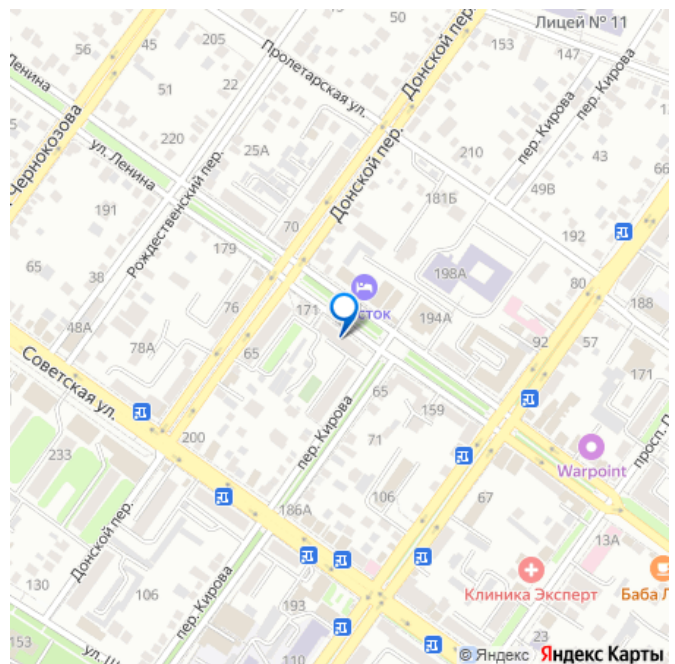 50
Лицей № 11
45
205
Донской пер.
153
147
56
Пролетарская ул.
Ленина
51
22
пер. Кирова
Чернокозова
220
25А
пер. Кирова
ул. Ленина
210
43
Донской пер.
66
Рождественский пер.
49В
181Б
191
70
192
179
65
38
198А
80
171
188
76
194А
48А
78А
65
92
57
Советская ул.
171
65
159
просп. П
200
пер. Кирова
71
233
Warpoint
106
67
186А
Донской пер.
13А
130
106
Клиника Эксперт
Баба Л
пер. Кирова
193
23
153
ул. Ш
110
© Яндекс Яндекс Карты